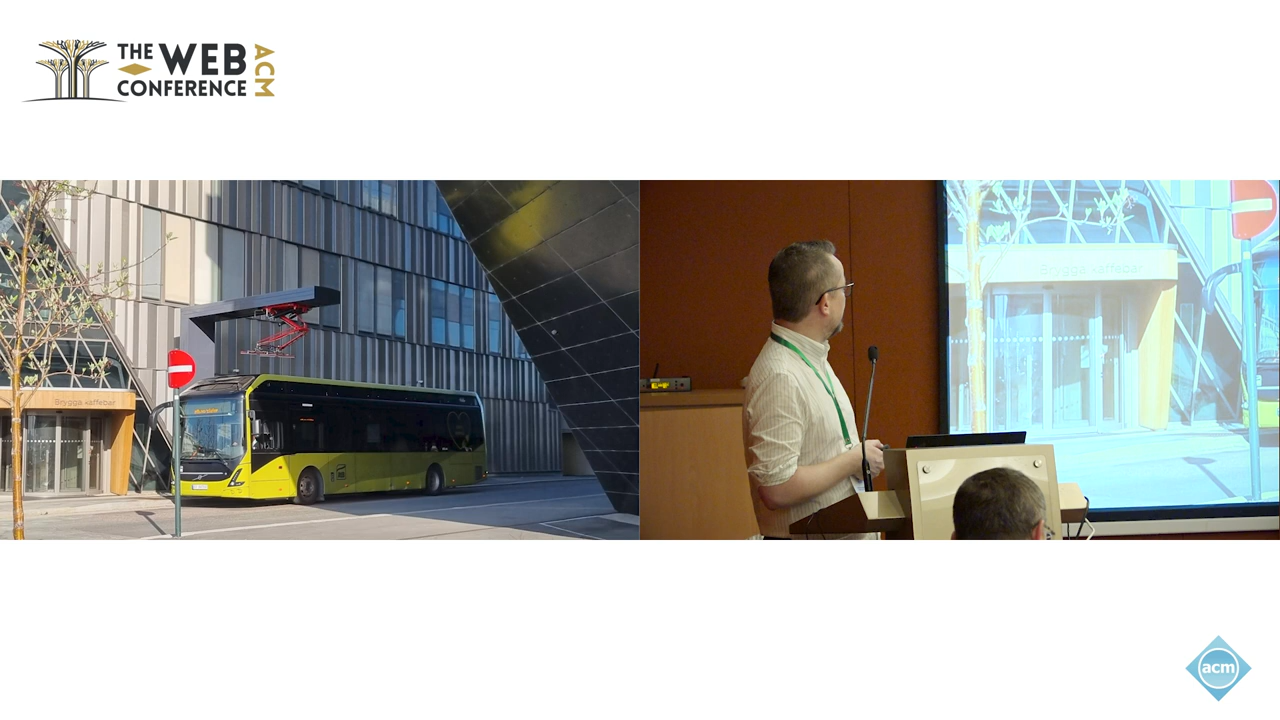 THE WEB
CONFERENCE
ACM
Brygga kaffebar
Brygga kaffebar
acm